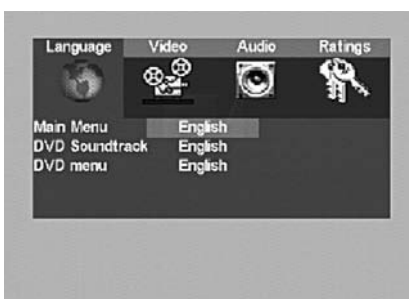 Language Video Audio Ratings
Main Menu English
DVD Soundtrack English
DVD menu English